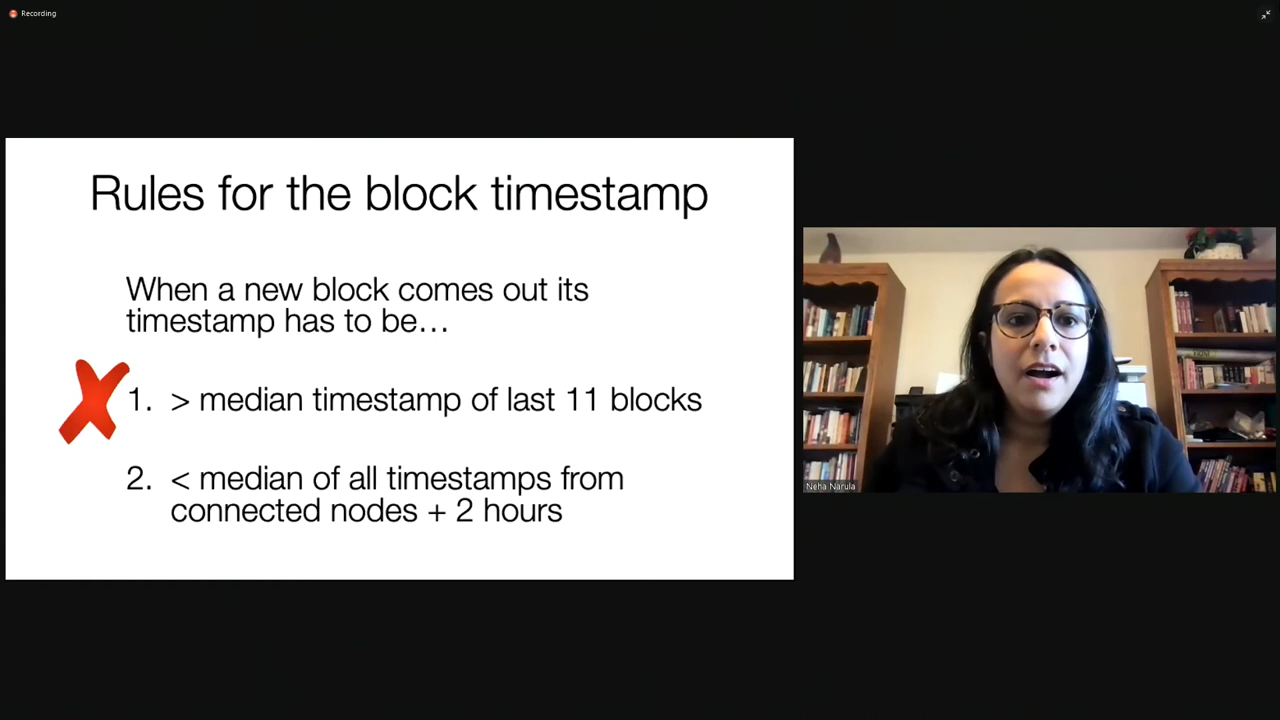 Recording
Rules for the block timestamp
When a new block comes out its
timestamp has to be…
1. > median timestamp of last 11 blocks
2. < median of all timestamps from
connected nodes + 2 hours
Neha Narula